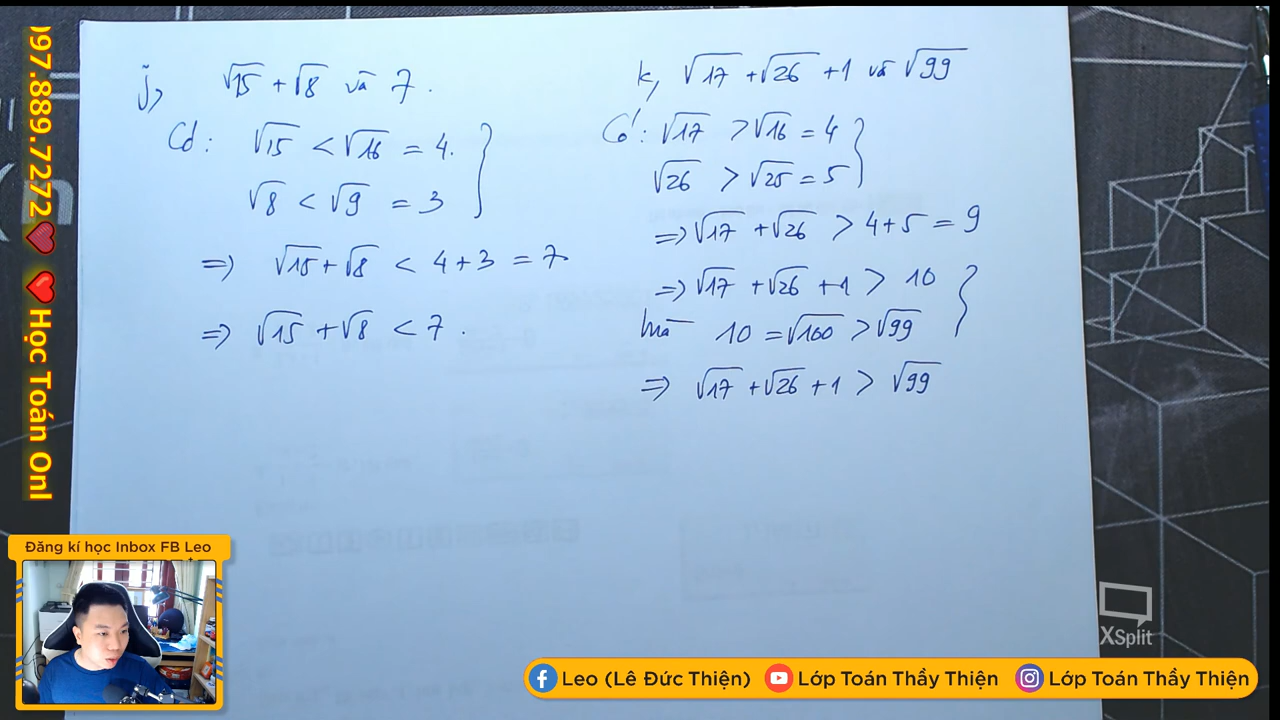 j, √15 + √8 và 7.
Có: √15 < √16 = 4.
√8 < √9 = 3
⇒ √15 + √8 < 4 + 3 = 7
⇒ √15 + √8 < 7.
k, √17 + √26 + 1 và √99
Có: √17 > √16 = 4
√26 > √25 = 5
⇒ √17 + √26 > 4 + 5 = 9
⇒ √17 + √26 + 1 > 10
mà 10 = √100 > √99
⇒ √17 + √26 + 1 > √99
97.889.7272❤️ ❤️Học Toán Onl
Đăng kí học Inbox FB Leo
XSplit
Leo (Lê Đức Thiện)
Lớp Toán Thầy Thiện
Lớp Toán Thầy Thiện